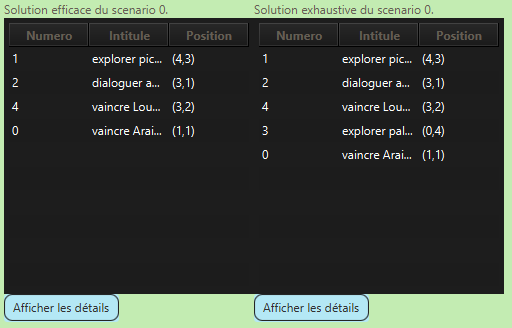 Solution efficace du scenario 0.
Numero Intitule Position
1 explorer pic... (4,3)
2 dialoguer a... (3,1)
4 vaincre Lou... (3,2)
0 vaincre Arai... (1,1)
Afficher les détails
Solution exhaustive du scenario 0.
Numero Intitule Position
1 explorer pic... (4,3)
2 dialoguer a... (3,1)
4 vaincre Lou... (3,2)
3 explorer pal... (0,4)
0 vaincre Arai... (1,1)
Afficher les détails